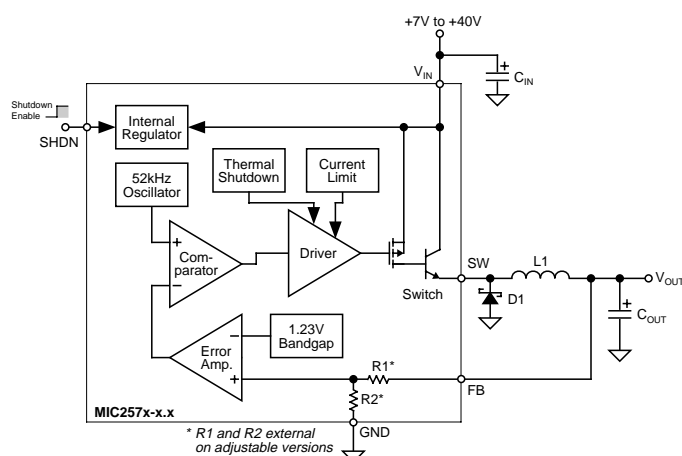 +7V to +40V
VIN
CIN
Shutdown
Enable
SHDN
Internal
Regulator
Thermal
Shutdown
Current
Limit
52kHz
Oscillator
+
Com-
parator
−
Driver
Switch
SW
L1
VOUT
D1
+
COUT
+
Error
Amp.
−
+
1.23V
Bandgap
R1*
R2*
FB
MIC257x-x.x
GND
* R1 and R2 external
on adjustable versions